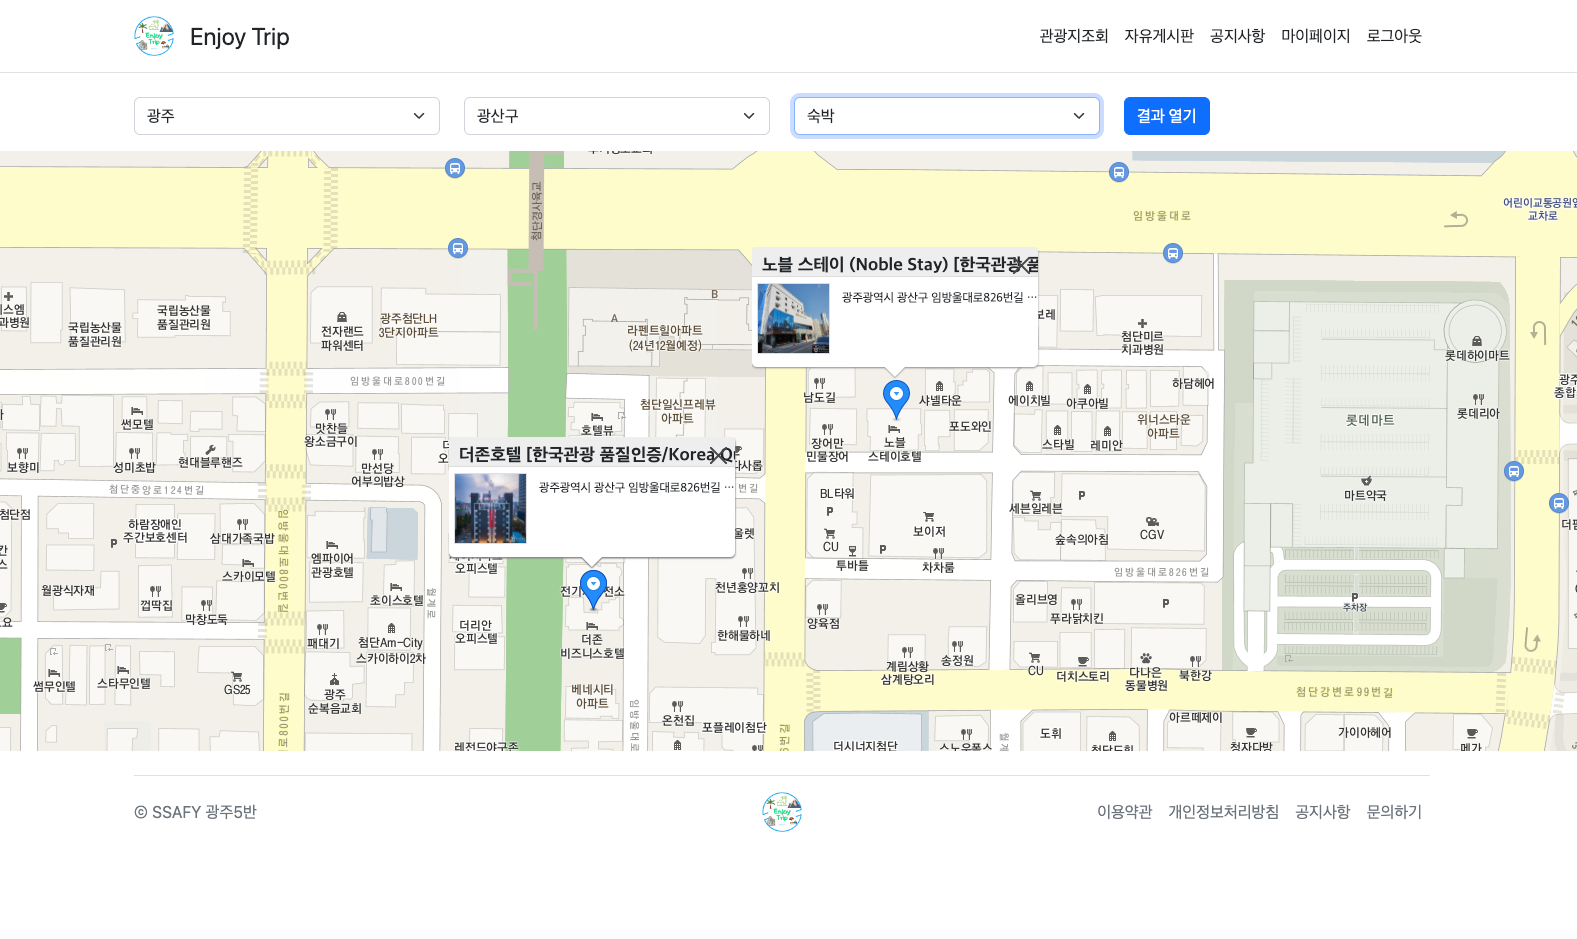 Enjoy Trip
관광지조회
자유게시판
공지사항
마이페이지
로그아웃
광주
광산구
숙박
결과 열기
첨단경사육교
임방울대로
어린이교통공원앞
교차로
노블 스테이 (Noble Stay) [한국관광 품
광주광역시 광산구 임방울대로826번길 ...
국립농산물
품질관리원
국립농산물
품질관리원
전자랜드
파워센터
광주첨단LH
3단지아파트
A
B
라펜트힐아파트
(24년12월예정)
첨단미르
치과병원
롯데하이마트
임방울대로800번길
첨단일신프레뷰
아파트
남도길
샤넬타운
에이치빌
아쿠아빌
하담헤어
롯데마트
롯데리아
썬모텔
맛찬들
왕소금구이
호텔뷰
포도와인
위너스타운
아파트
장어만
민물장어
노블
스테이호텔
스타빌
레미안
더존호텔 [한국관광 품질인증/Korea Q
광주광역시 광산구 임방울대로826번길 ...
보향미
성미초밥
현대블루핸즈
만선당
어부의밥상
첨단중앙로124번길
BL타워
P
세븐일레븐
P
마트약국
하람장애인
주간보호센터
P
삼대가족국밥
임방울대로800번길
엠파이어
관광호텔
보이저
CU
투바틀
P
차차룸
숲속의아침
CGV
스카이모텔
오피스텔
임방울대로826번길
월광식자재
껍딱집
막창도둑
초이스호텔
월계로
천년홍양꼬치
올리브영
푸라닭치킨
P
P
주차장
양육점
패대기
첨단Am-City
스카이하이2차
더리안
오피스텔
더존
비즈니스호텔
한해물하네
계림상황
삼계탕오리
송정원
CU
더치스토리
다나은
동물병원
북한강
썸무인텔
스타무인텔
GS25
광주
순복음교회
베네시티
아파트
온천집
포플레이첨단
첨단강변로99번길
아르떼제이
더시너지첨단
도휘
가이아헤어
© SSAFY 광주5반
이용약관
개인정보처리방침
공지사항
문의하기